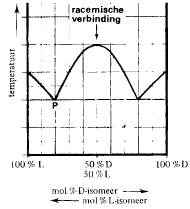 racemische
verbinding
temperatuur
P
100 % L
50 % D
100 % D
50 % L
mol % D-isomeer
mol % L-isomeer